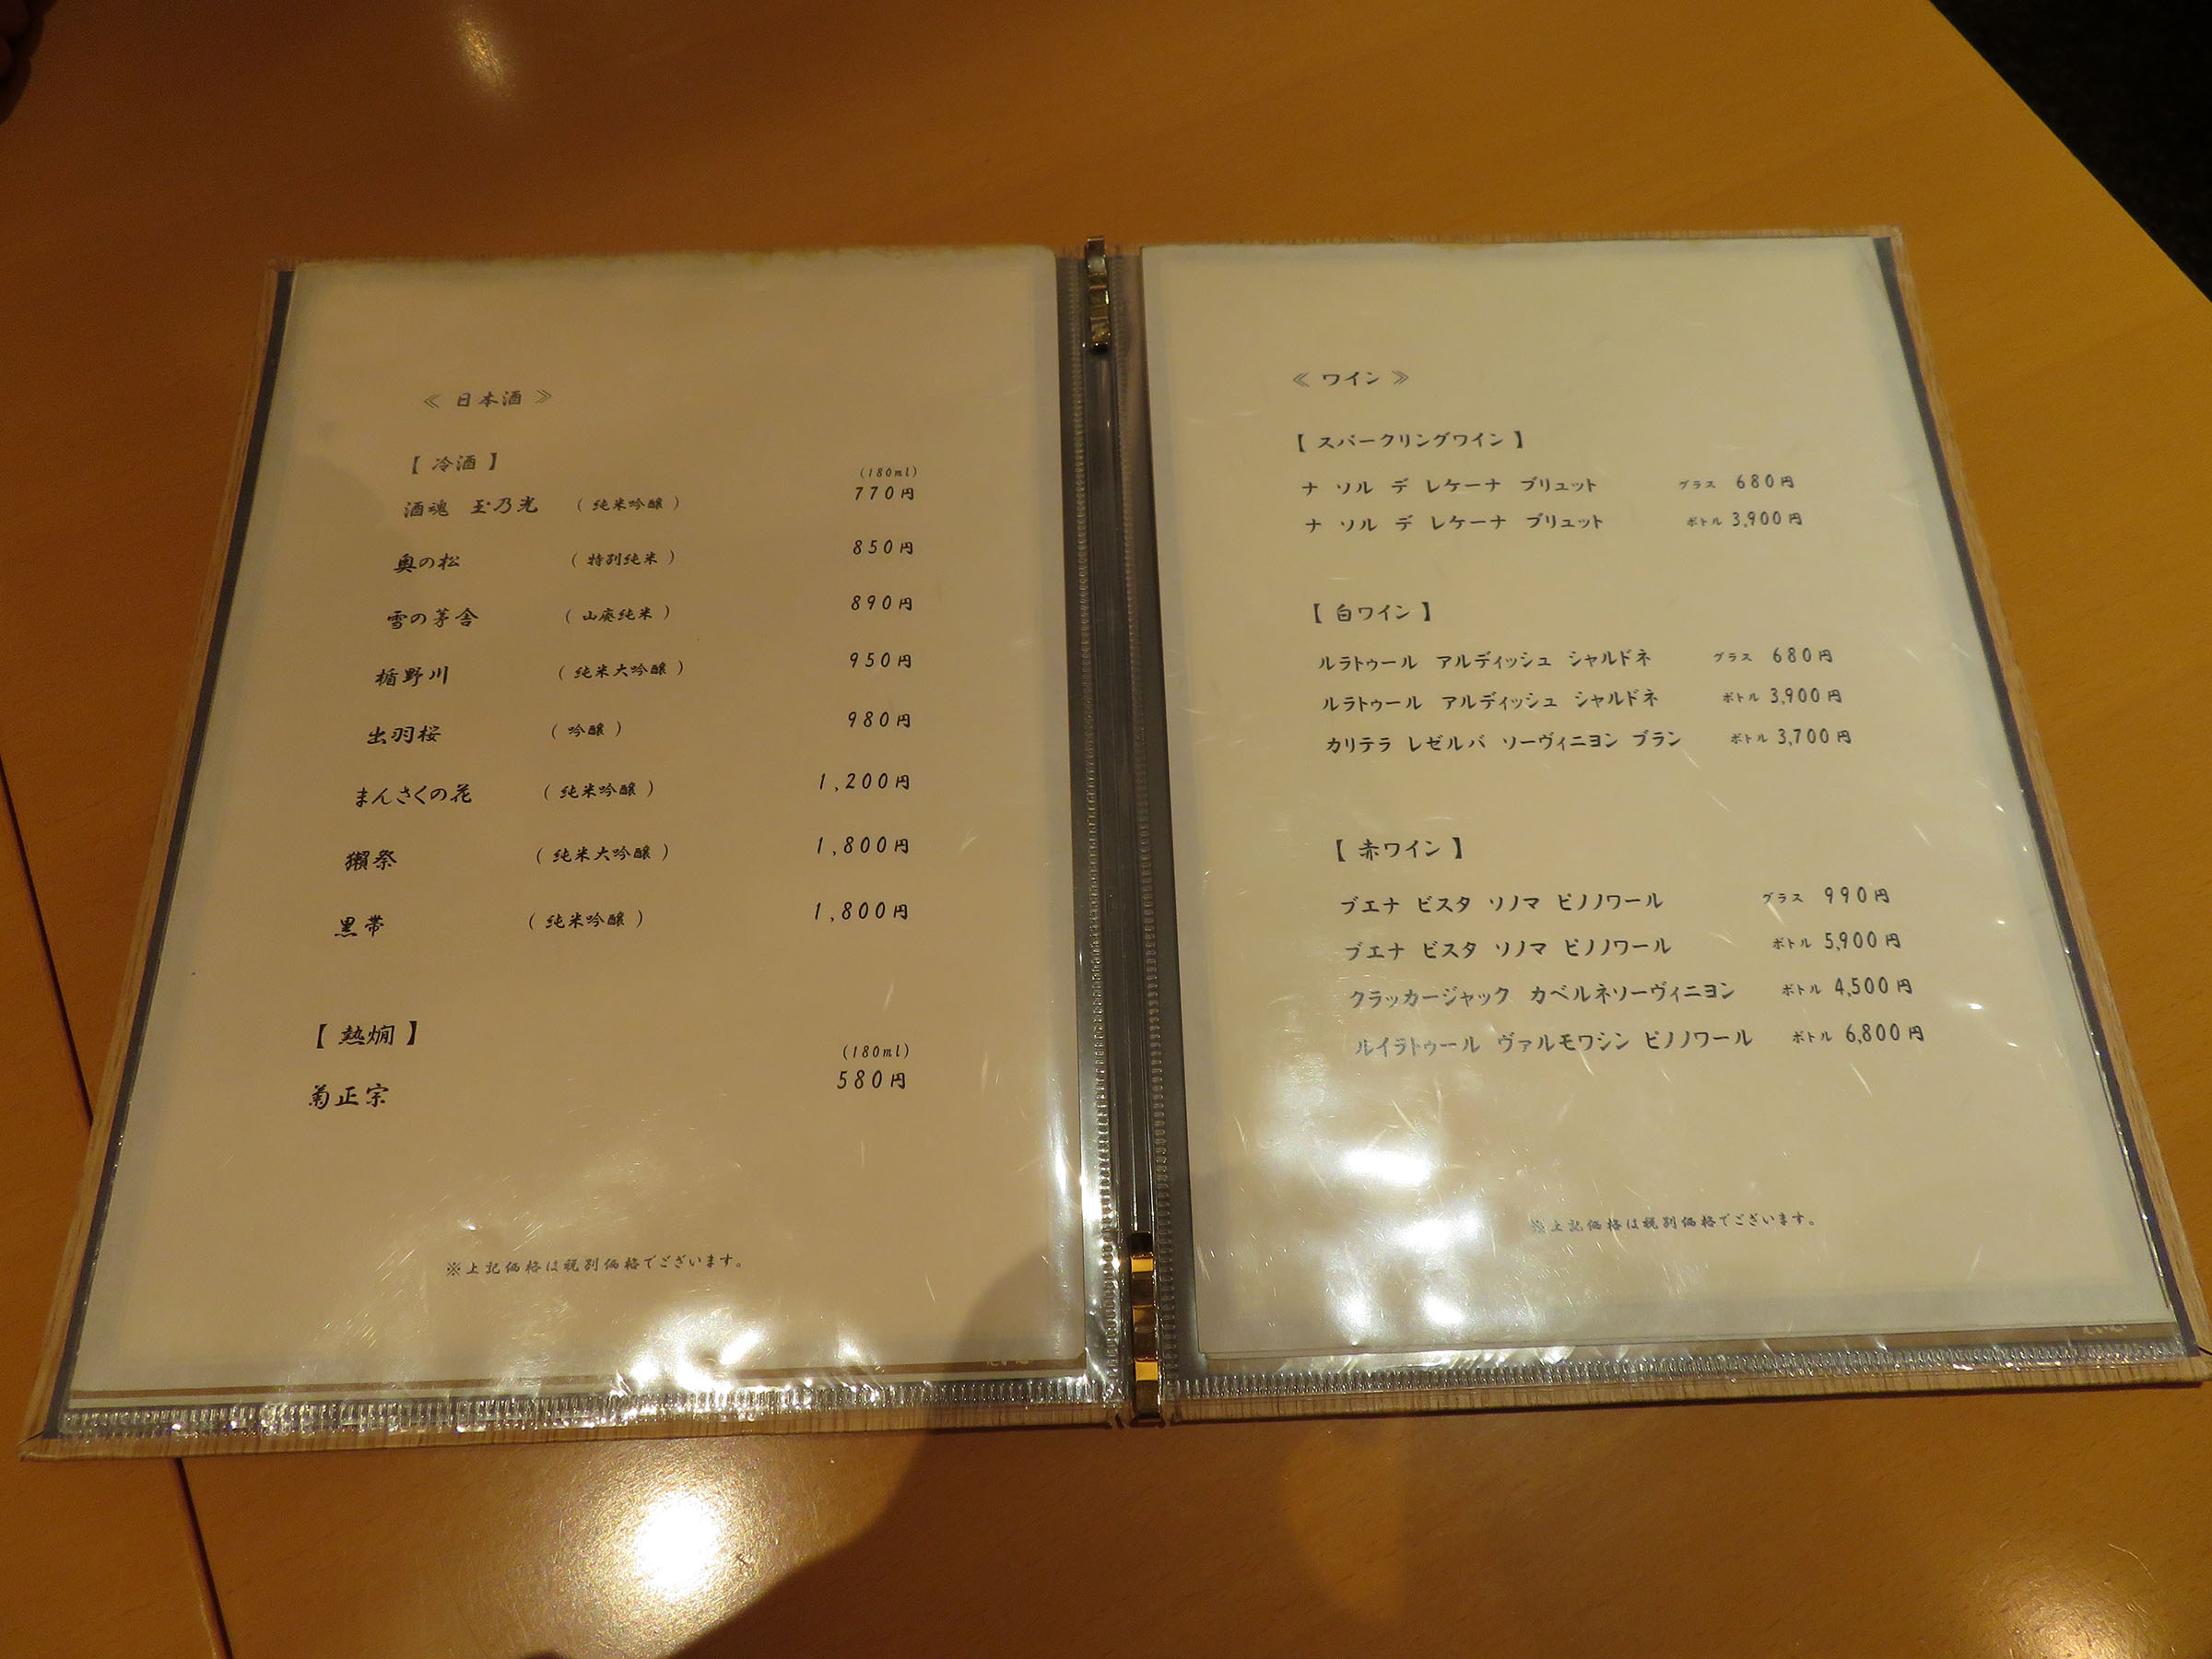 ≪ 日本酒 ≫
【 冷酒 】
(180ml)
酒魂 玉乃光 ( 純米吟醸 ) 770円
奥の松 ( 特別純米 ) 850円
雪の茅舎 ( 山廃純米 ) 890円
楯野川 ( 純米大吟醸 ) 950円
出羽桜 ( 吟醸 ) 980円
まんさくの花 ( 純米吟醸 ) 1,200円
獺祭 ( 純米大吟醸 ) 1,800円
黒帯 ( 純米吟醸 ) 1,800円
【 熱燗 】
(180ml)
菊正宗 580円
※上記価格は税別価格でございます。
≪ ワイン ≫
【 スパークリングワイン 】
ナ ソル デ レケーナ ブリュット グラス 680円
ナ ソル デ レケーナ ブリュット ボトル 3,900円
【 白ワイン 】
ルラトゥール アルディッシュ シャルドネ グラス 680円
ルラトゥール アルディッシュ シャルドネ ボトル 3,900円
カリテラ レゼルバ ソーヴィニヨン ブラン ボトル 3,700円
【 赤ワイン 】
ブエナ ビスタ ソノマ ピノノワール グラス 990円
ブエナ ビスタ ソノマ ピノノワール ボトル 5,900円
クラッカージャック カベルネソーヴィニヨン ボトル 4,500円
ルイラトゥール ヴァルモワシン ピノノワール ボトル 6,800円
※上記価格は税別価格でございます。